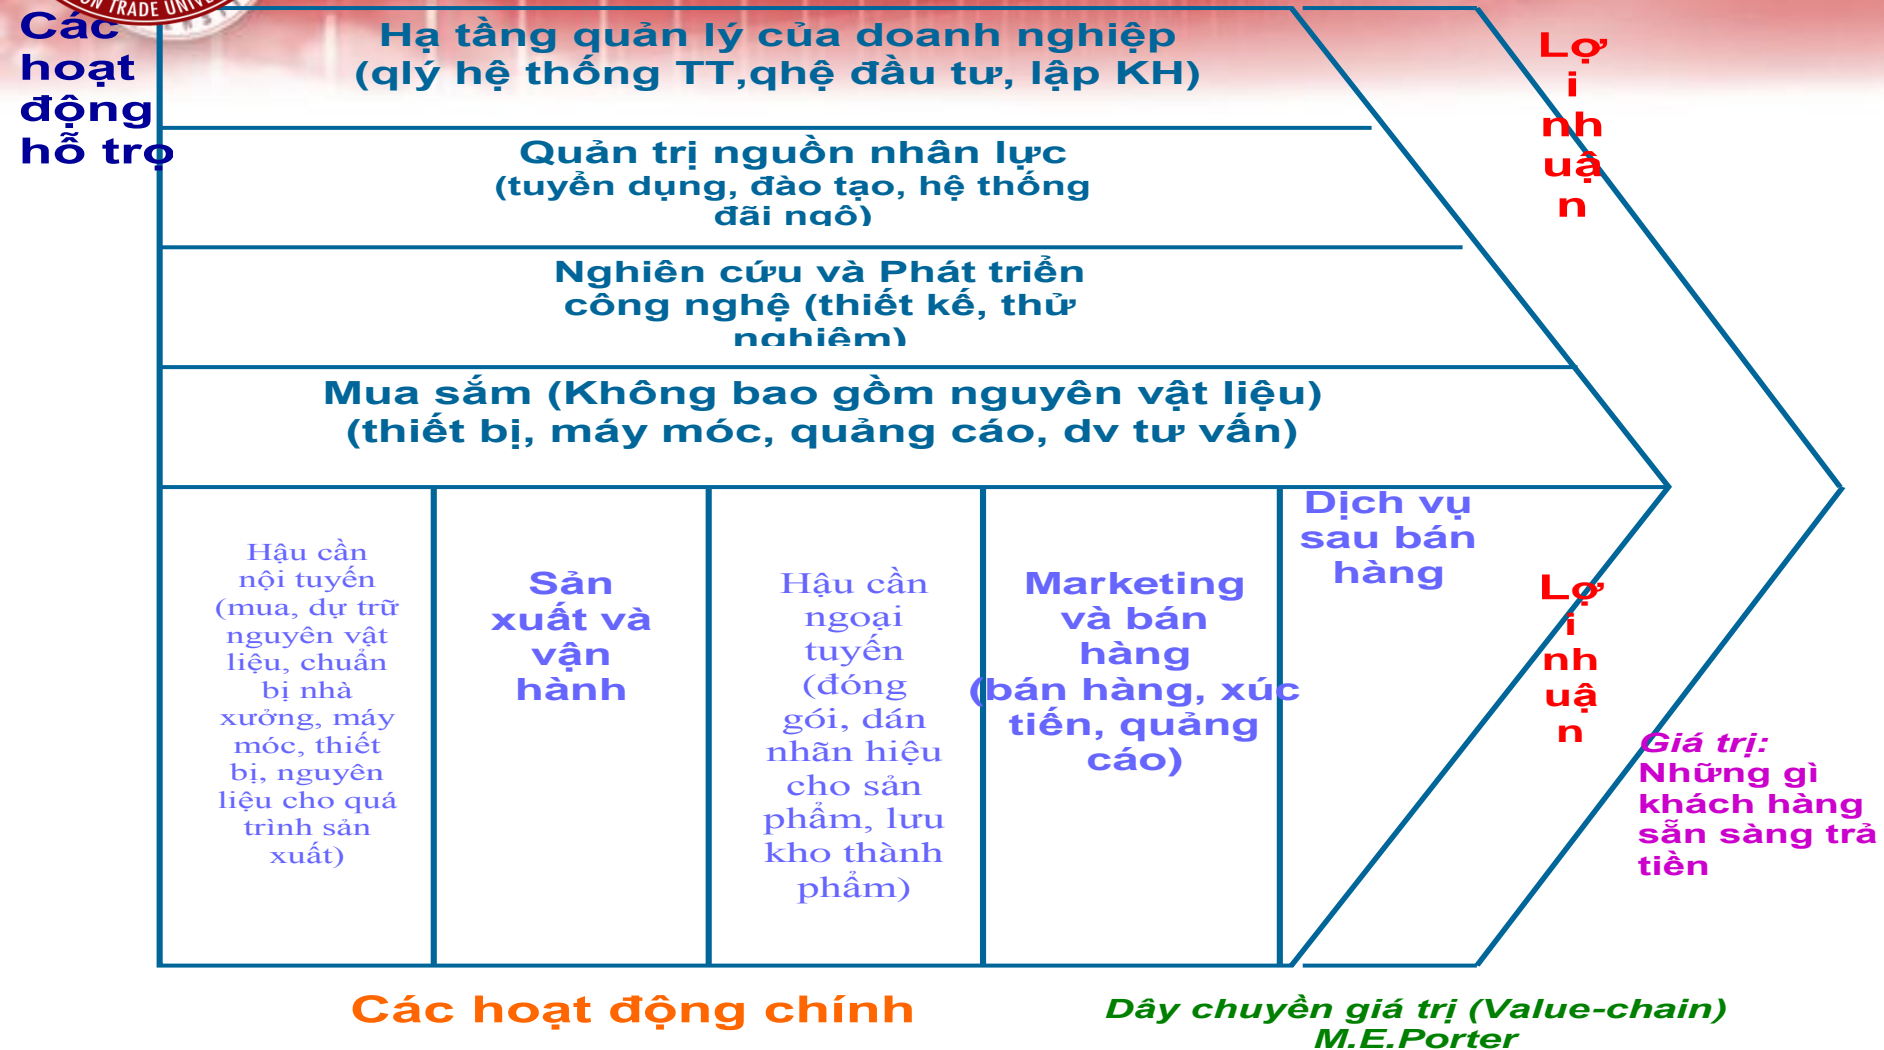 ON TRADE UNIV
Các
hoạt
động
hỗ trợ
Hạ tầng quản lý của doanh nghiệp
(qlý hệ thống TT,qhệ đầu tư, lập KH)
Quản trị nguồn nhân lực
(tuyển dụng, đào tạo, hệ thống
đãi ngộ)
Nghiên cứu và Phát triển
công nghệ (thiết kế, thử
nghiệm)
Mua sắm (Không bao gồm nguyên vật liệu)
(thiết bị, máy móc, quảng cáo, dv tư vấn)
Lợ
i
nh
uậ
n
Hậu cần
nội tuyến
(mua, dự trữ
nguyên vật
liệu, chuẩn
bị nhà
xưởng, máy
móc, thiết
bị, nguyên
liệu cho quá
trình sản
xuất)
Sản
xuất và
vận
hành
Hậu cần
ngoại
tuyến
(đóng
gói, dán
nhãn hiệu
cho sản
phẩm, lưu
kho thành
phẩm)
Marketing
và bán
hàng
(bán hàng, xúc
tiến, quảng
cáo)
Dịch vụ
sau bán
hàng
Lợ
i
nh
uậ
n
Giá trị:
Những gì
khách hàng
sẵn sàng trả
tiền
Các hoạt động chính
Dây chuyền giá trị (Value-chain)
M.E.Porter